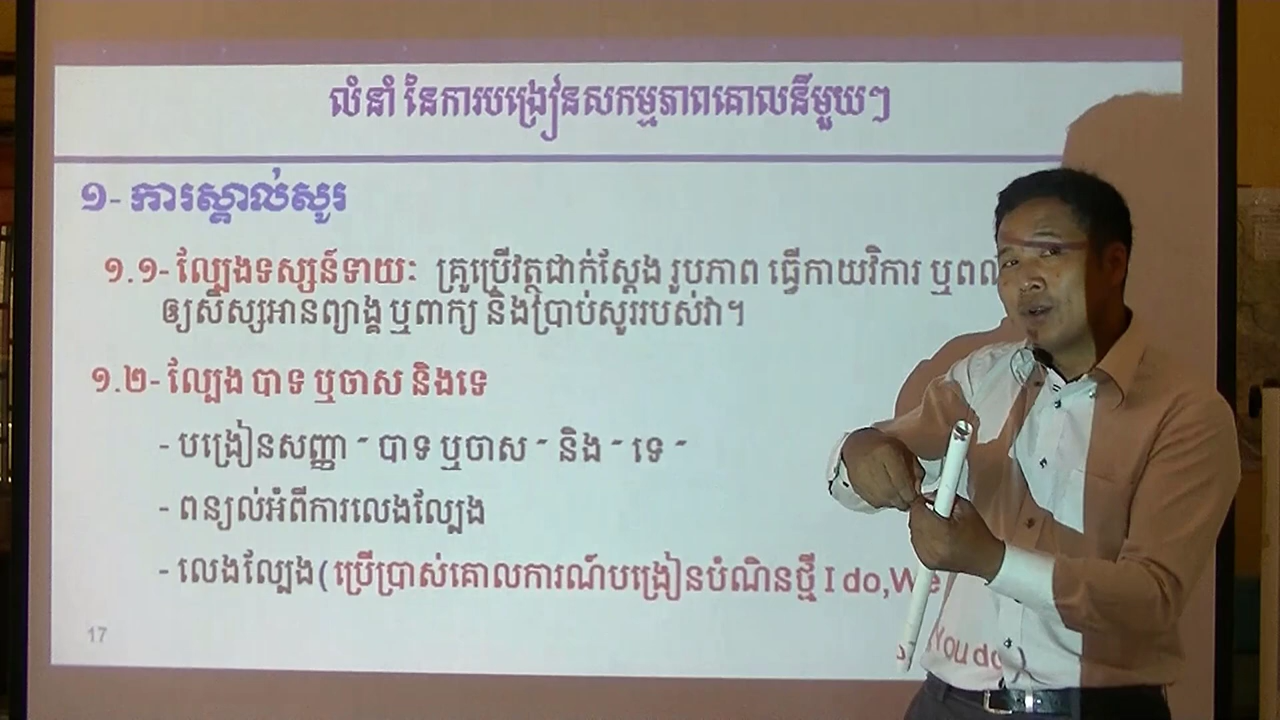 លំនាំ នៃការបង្រៀនសកម្មភាពគោលនីមួយៗ
១- ការស្គាល់សូរ
១.១- ល្បែងទស្សន៍ទាយៈ គ្រូប្រើវត្ថុជាក់ស្ដែង រូបភាព ធ្វើកាយវិការ ឬពល
ឲ្យសិស្សអានព្យាង្គ ឬពាក្យ និងប្រាប់សូររបស់វា។
១.២- ល្បែង បាទ ឬចាស និងទេ
- បង្រៀនសញ្ញា ˝ បាទ ឬចាស ˝ និង ˝ ទេ ˝
- ពន្យល់អំពីការលេងល្បែង
- លេងល្បែង(ប្រើប្រាស់គោលការណ៍បង្រៀនបំណិនថ្មី I do,We
You do )
17